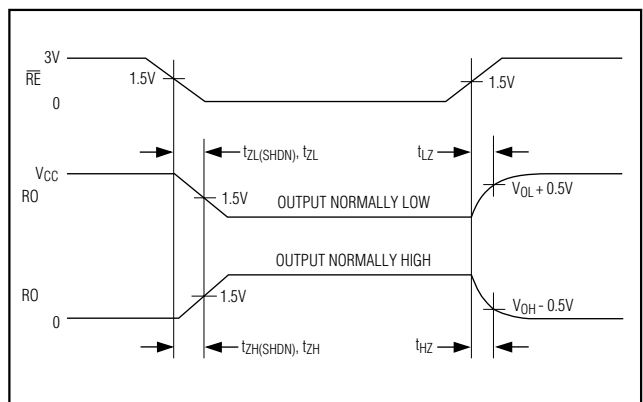 3V
RE
1.5V
1.5V
0
tZL(SHDN), tZL
tLZ
VCC
RO
1.5V
OUTPUT NORMALLY LOW
VOL + 0.5V
OUTPUT NORMALLY HIGH
RO
1.5V
VOH - 0.5V
0
tZH(SHDN), tZH
tHZ